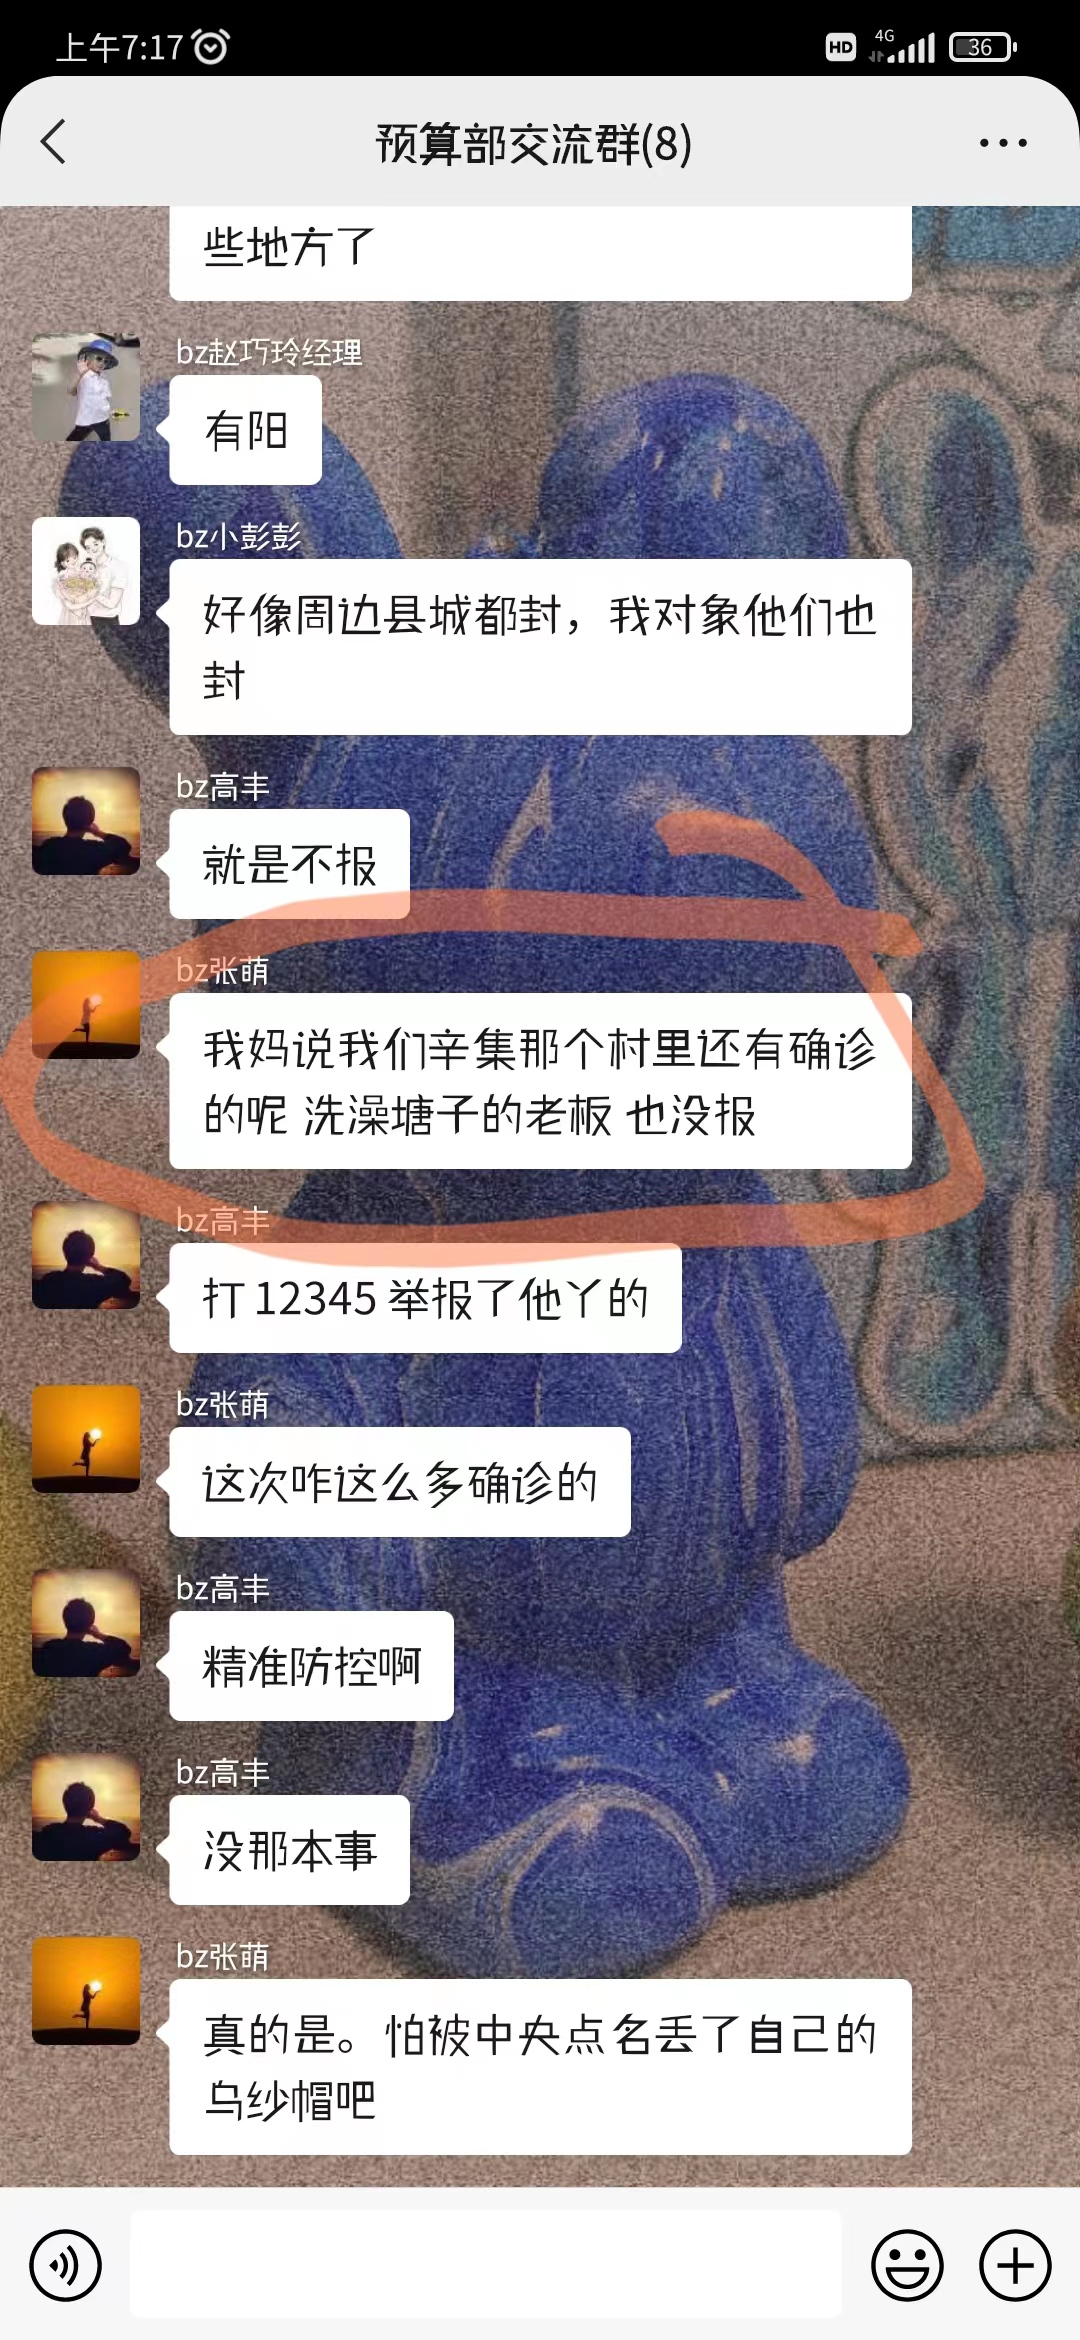 上午7:17
HD 4G 36
预算部交流群(8)
些地方了
bz赵巧玲经理
有阳
bz小彭彭
好像周边县城都封，我对象他们也
封
bz高丰
就是不报
bz张萌
我妈说我们辛集那个村里还有确诊
的呢 洗澡塘子的老板 也没报
bz高丰
打 12345 举报了他丫的
bz张萌
这次咋这么多确诊的
bz高丰
精准防控啊
bz高丰
没那本事
bz张萌
真的是。怕被中央点名丢了自己的
乌纱帽吧